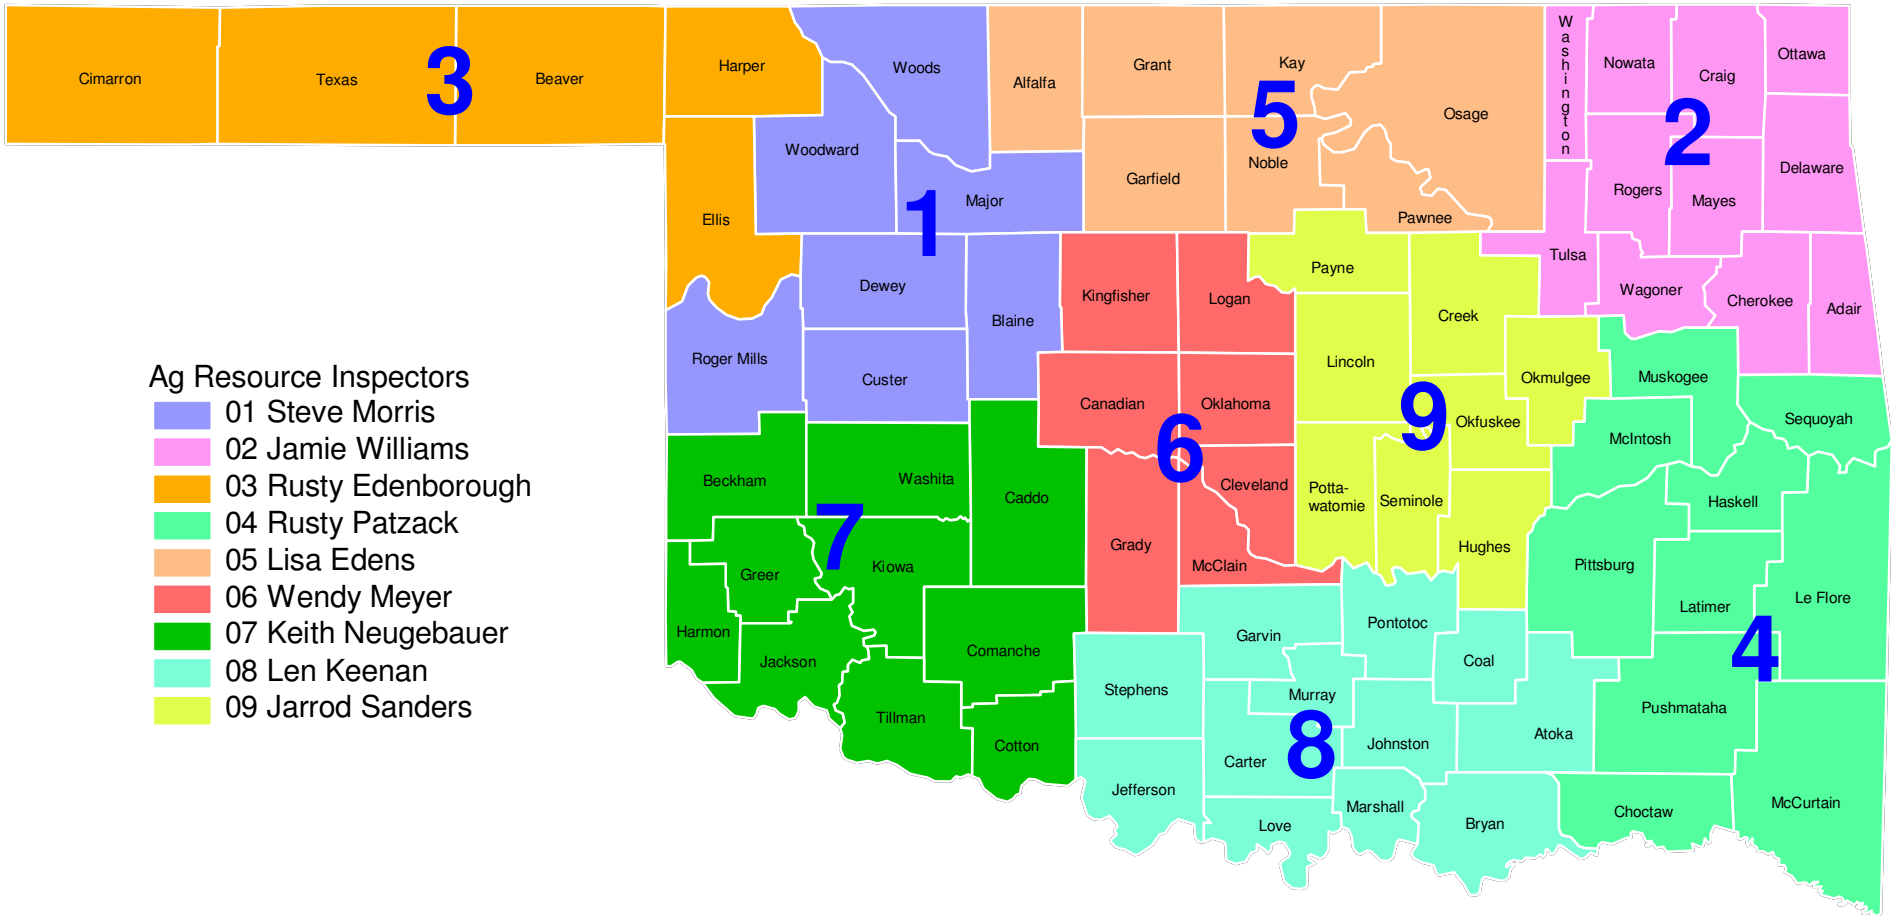 Cimarron
Texas
3
Beaver
Harper
Woods
Alfalfa
Grant
Kay
Osage
Washington
Nowata
Craig
Ottawa
5
2
Woodward
Noble
Garfield
Major
Ellis
1
Pawnee
Rogers
Mayes
Delaware
Tulsa
Payne
Dewey
Kingfisher
Logan
Blaine
Creek
Wagoner
Cherokee
Adair
Roger Mills
Custer
Lincoln
Okmulgee
Muskogee
Canadian
Oklahoma
6
9
Okfuskee
McIntosh
Sequoyah
Ag Resource Inspectors
01 Steve Morris
02 Jamie Williams
03 Rusty Edenborough
04 Rusty Patzack
05 Lisa Edens
06 Wendy Meyer
07 Keith Neugebauer
08 Len Keenan
09 Jarrod Sanders
Beckham
Washita
Caddo
Cleveland
Potta-
watomie
Seminole
Haskell
7
Grady
McClain
Hughes
Pittsburg
Greer
Kiowa
Latimer
Le Flore
Harmon
Jackson
Comanche
Garvin
Pontotoc
Coal
4
Stephens
Murray
Tillman
Cotton
8
Carter
Johnston
Atoka
Pushmataha
Jefferson
Love
Marshall
Bryan
Choctaw
McCurtain